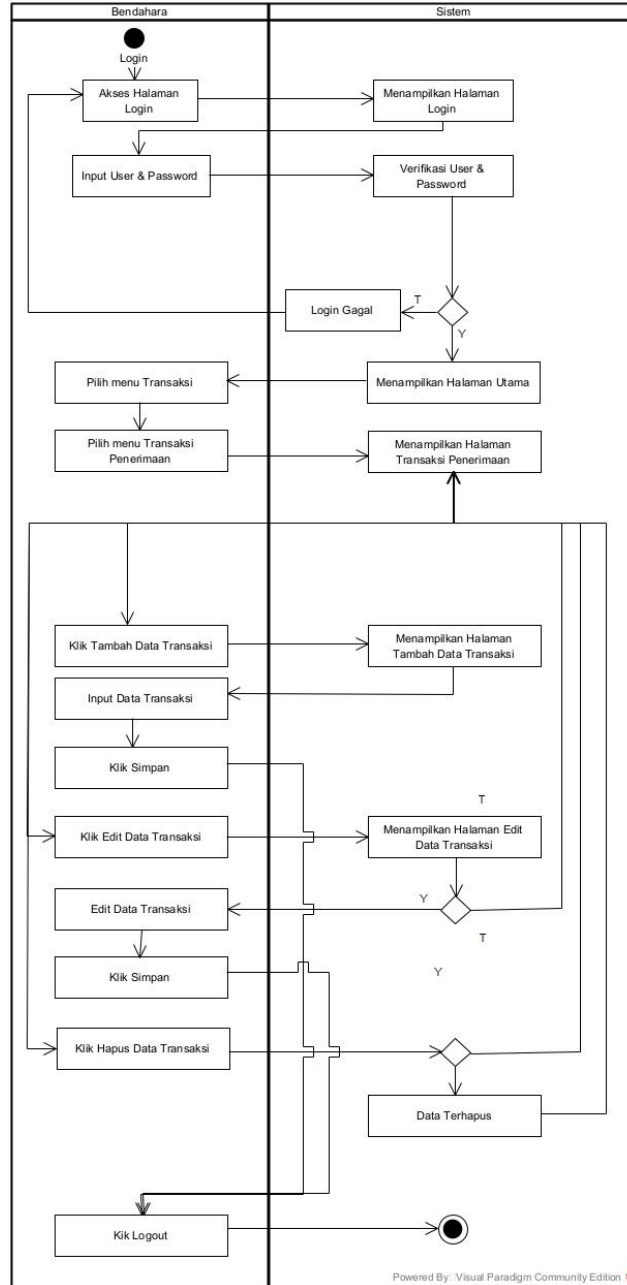 Bendahara
Sistem
Login
Akses Halaman
Login
Menampilkan Halaman
Login
Input User & Password
Verifikasi User &
Password
Login Gagal
T
Y
Pilih menu Transaksi
Menampilkan Halaman Utama
Pilih menu Transaksi
Penerimaan
Menampilkan Halaman
Transaksi Penerimaan
Klik Tambah Data Transaksi
Menampilkan Halaman
Tambah Data Transaksi
Input Data Transaksi
Klik Simpan
T
Klik Edit Data Transaksi
Menampilkan Halaman Edit
Data Transaksi
Edit Data Transaksi
Y
T
Klik Simpan
Y
Klik Hapus Data Transaksi
Data Terhapus
Kik Logout
Powered By Visual Paradigm Community Edition